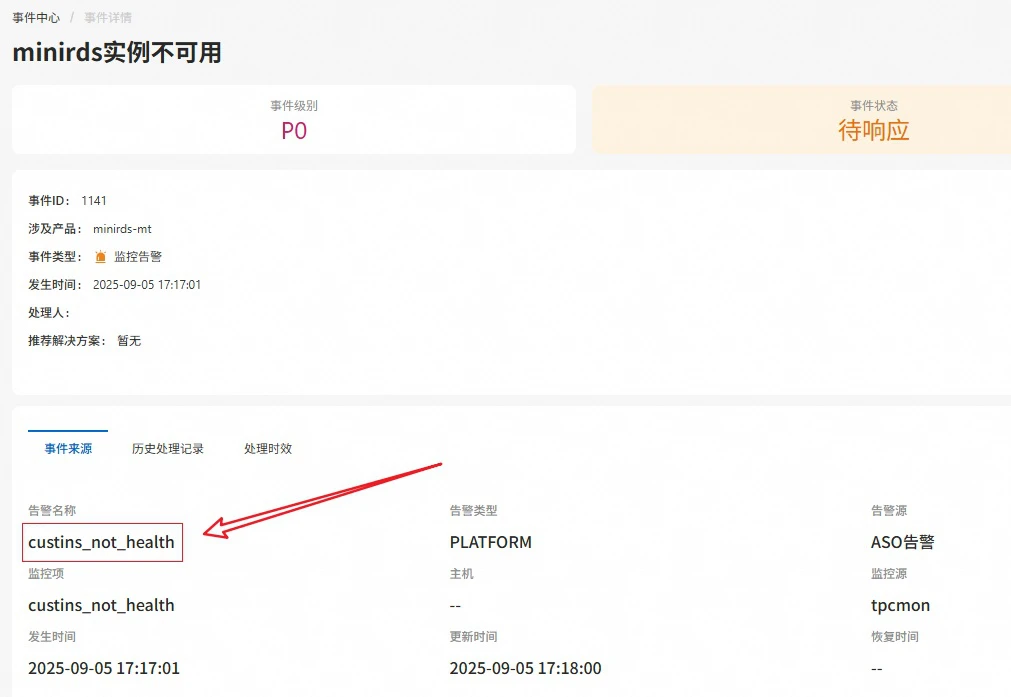 事件中心 / 事件详情
minirds实例不可用
事件级别
P0
事件状态
待响应
事件ID： 1141
涉及产品： minirds-mt
事件类型： 监控告警
发生时间： 2025-09-05 17:17:01
处理人：
推荐解决方案： 暂无
事件来源 历史处理记录 处理时效
告警名称 告警类型 告警源
custins_not_health PLATFORM ASO告警
监控项 主机 监控源
custins_not_health -- tpcmon
发生时间 更新时间 恢复时间
2025-09-05 17:17:01 2025-09-05 17:18:00 --